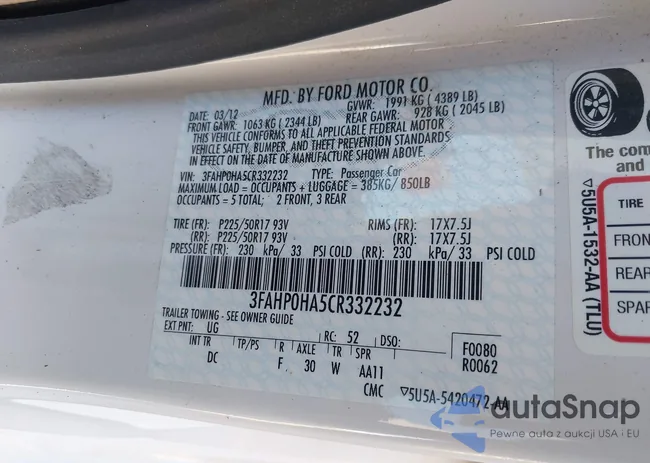 MFD. BY FORD MOTOR CO.
DATE: 03/12 GVWR: 1991 KG ( 4389 LB)
FRONT GAWR: 1063 KG ( 2344 LB) REAR GAWR: 928 KG ( 2045 LB)
THIS VEHICLE CONFORMS TO ALL APPLICABLE FEDERAL MOTOR
VEHICLE SAFETY, BUMPER, AND THEFT PREVENTION STANDARDS
IN EFFECT ON THE DATE OF MANUFACTURE SHOWN ABOVE.
VIN: 3FAHP0HA5CR332232 TYPE: Passenger Car
MAXIMUM LOAD = OCCUPANTS + LUGGAGE = 385KG/ 850LB
OCCUPANTS = 5 TOTAL; 2 FRONT, 3 REAR
TIRE (FR): P225/50R17 93V RIMS (FR): 17X7.5J
(RR): P225/50R17 93V (RR): 17X7.5J
PRESSURE (FR): 230 kPa/ 33 PSI COLD (RR): 230 kPa/ 33 PSI COLD
3FAHP0HA5CR332232
TRAILER TOWING - SEE OWNER GUIDE
EXT PNT: UG RC: 52 DSO: F0080
R0062
INT TR TP/PS R AXLE TR SPR
DC F 30 W AA11
CMC ▽5U5A-5420472-AA
▽5U5A-1532-AA (TLU)
The com
and
TIRE
FRON
REAR
SPAR
autaSnap
Pewne auta z aukcji USA i EU